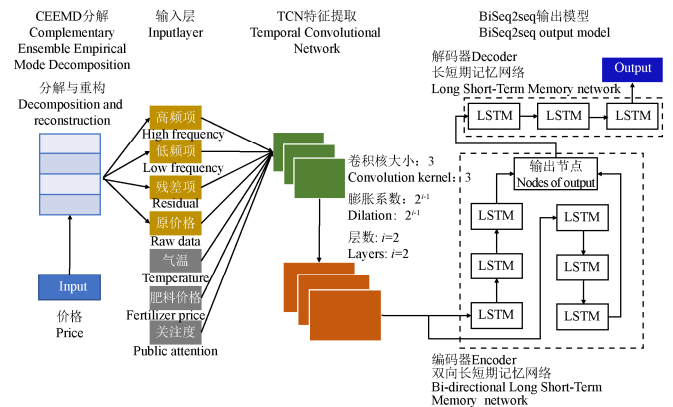 CEEMD分解
Complementary
Ensemble Empirical
Mode Decomposition
输入层
Inputlayer
TCN特征提取
Temporal Convolutional
Network
BiSeq2seq输出模型
BiSeq2seq output model
分解与重构
Decomposition and
reconstruction
Input
价格
Price
高频项
High frequency
低频项
Low frequency
残差项
Residual
原价格
Raw data
气温
Temperature
肥料价格
Fertilizer price
关注度
Public attention
卷积核大小：3
Convolution kernel：3
膨胀系数：2^{i-1}
Dilation：2^{i-1}
层数: i=2
Layers: i=2
解码器Decoder
长短期记忆网络
Long Short-Term Memory network
Output
LSTM
LSTM
LSTM
输出节点
Nodes of output
LSTM
LSTM
LSTM
LSTM
LSTM
LSTM
编码器Encoder
双向长短期记忆网络
Bi-directional Long Short-Term
Memory network